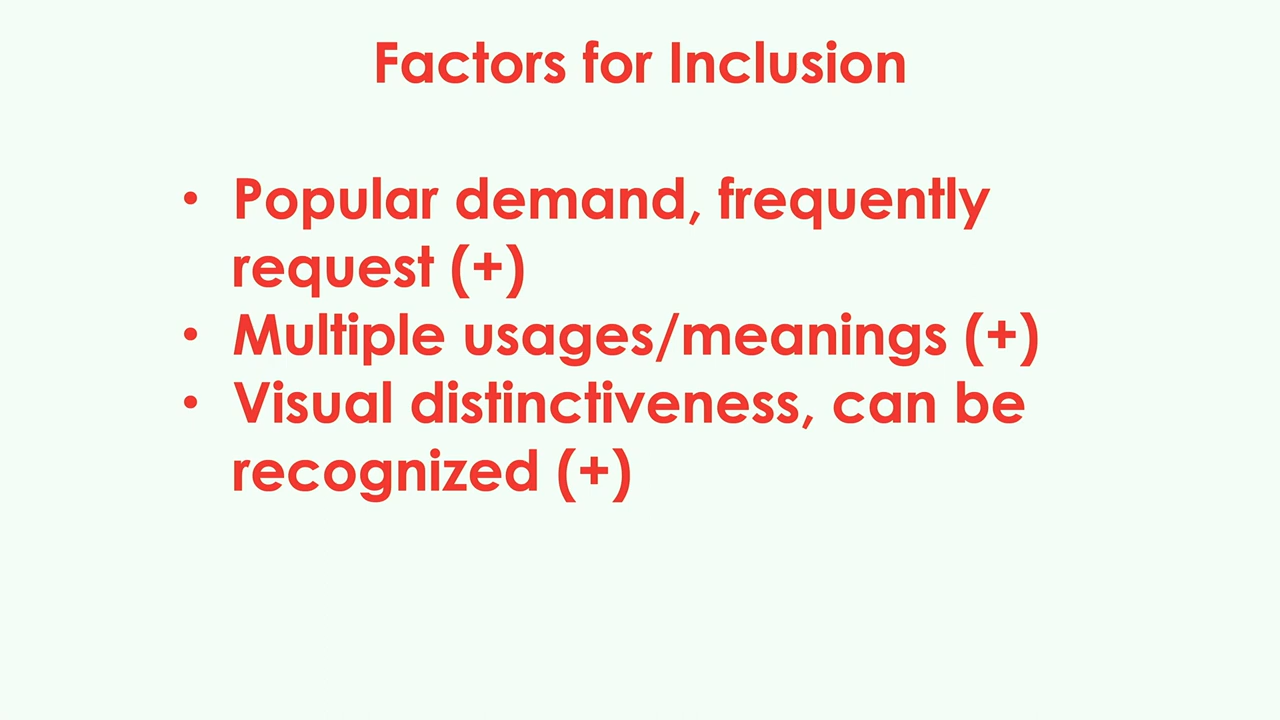 Factors for Inclusion
• Popular demand, frequently
request (+)
• Multiple usages/meanings (+)
• Visual distinctiveness, can be
recognized (+)